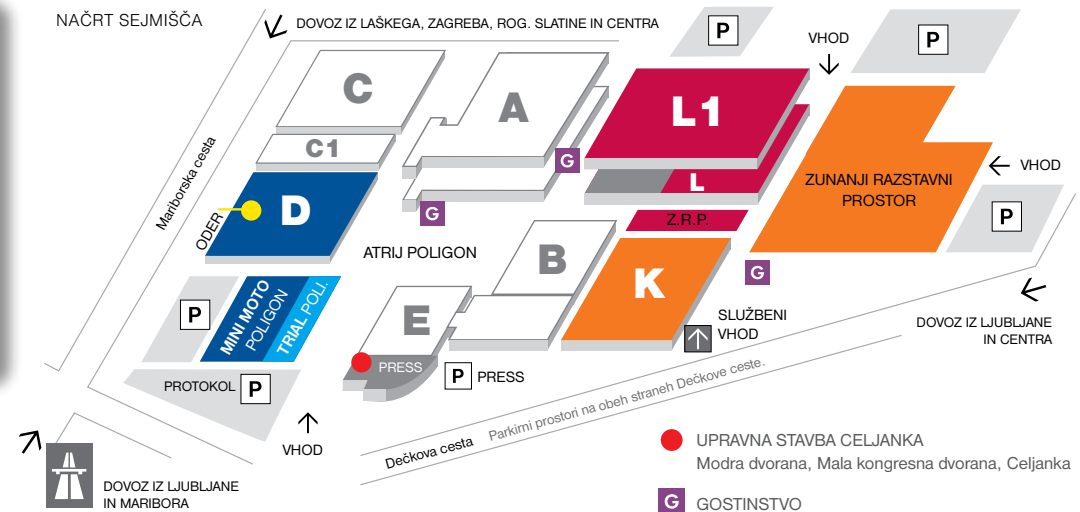 NAČRT SEJMIŠČA
DOVOZ IZ LAŠKEGA, ZAGREBA, ROG. SLATINE IN CENTRA
P
VHOD
P
C
A
L1
C1
G
L
ZUNANJI RAZSTAVNI
PROSTOR
VHOD
Mariborska cesta
D
ODER
G
Z.R.P.
P
ATRIJ POLIGON
B
K
G
P
MINI MOTO
POLIGON
TRIAL POLI.
E
SLUŽBENI
VHOD
DOVOZ IZ LJUBLJANE
IN CENTRA
PRESS
P PRESS
PROTOKOL P
VHOD
Dečkova cesta Parkirni prostori na obeh straneh Dečkove ceste.
UPRAVNA STAVBA CELJANKA
Modra dvorana, Mala kongresna dvorana, Celjanka
DOVOZ IZ LJUBLJANE
IN MARIBORA
G GOSTINSTVO